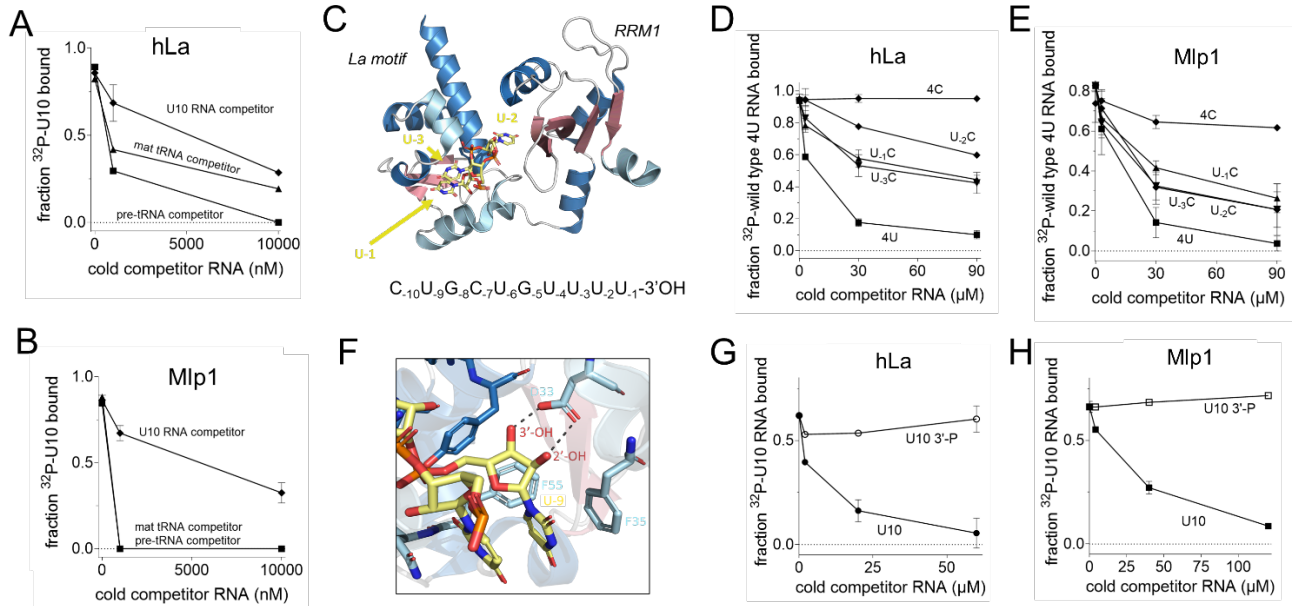 A
hLa
fraction ³²P-U10 bound
1.0
0.5
0.0
U10 RNA competitor
mat tRNA competitor
pre-tRNA competitor
0
5000
10000
cold competitor RNA (nM)
B
Mlp1
fraction ³²P-U10 bound
1.0
0.5
0.0
U10 RNA competitor
mat tRNA competitor
pre-tRNA competitor
0
5000
10000
cold competitor RNA (nM)
C
La motif
RRM1
U-2
U-3
U-1
C₋₁₀U₋₉G₋₈C₋₇U₋₆G₋₅U₋₄U₋₃U₋₂U₋₁-3'OH
D
hLa
fraction ³²P-wild type 4U RNA bound
1.0
0.8
0.6
0.4
0.2
0.0
4C
U₋₂C
U₋₁C
U₋₃C
4U
0
30
60
90
cold competitor RNA (µM)
E
Mlp1
fraction ³²P-wild type 4U RNA bound
0.8
0.6
0.4
0.2
0
4C
U₋₁C
U₋₃C
U₋₂C
4U
0
30
60
90
cold competitor RNA (µM)
F
D33
3'-OH
2'-OH
F55
U-9
F35
G
hLa
fraction ³²P-U10 RNA bound
0.5
0.0
U10 3'-P
U10
0
20
40
60
cold competitor RNA (µM)
H
Mlp1
fraction ³²P-U10 RNA bound
1.0
0.5
0.0
U10 3'-P
U10
0
50
100
cold competitor RNA (µM)